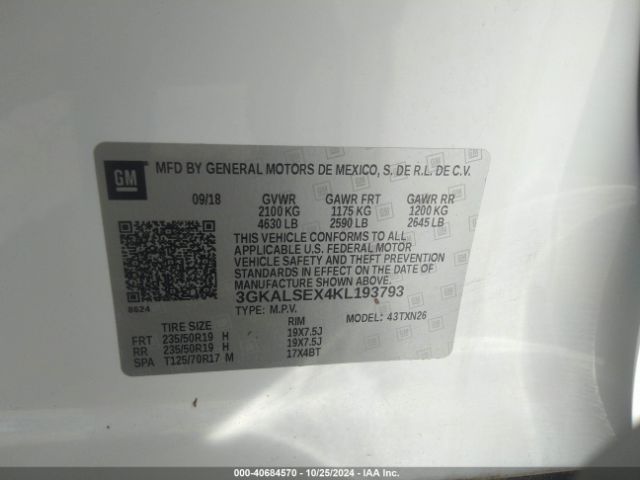 GM
MFD BY GENERAL MOTORS DE MEXICO, S. DE R.L. DE C.V.
09/18 GVWR GAWR FRT GAWR RR
2100 KG 1175 KG 1200 KG
4630 LB 2590 LB 2645 LB
THIS VEHICLE CONFORMS TO ALL
APPLICABLE U.S. FEDERAL MOTOR
VEHICLE SAFETY AND THEFT PREVENTION
STANDARDS IN EFFECT ON THE DATE OF
MANUFACTURE SHOWN ABOVE.
8624 3GKALSEX4KL193793
TYPE: M.P.V. MODEL: 43TXN26
TIRE SIZE RIM
FRT 235/50R19 H 19X7.5J
RR 235/50R19 H 19X7.5J
SPA T125/70R17 M 17X4BT
000-40684570 • 10/25/2024 • IAA Inc.